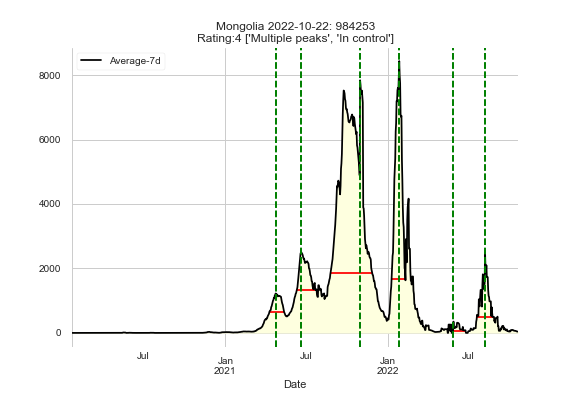 Mongolia 2022-10-22: 984253
Rating:4 ['Multiple peaks', 'In control']
Average-7d
8000
6000
4000
2000
0
Jul
Jan
2021
Jul
Jan
2022
Jul
Date